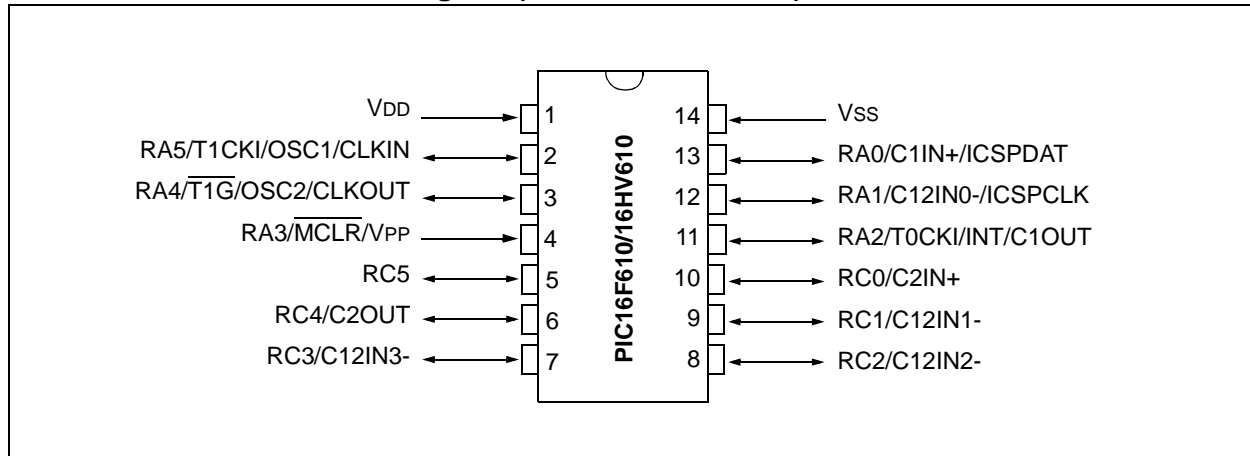 VDD
RA5/T1CKI/OSC1/CLKIN
RA4/T1G/OSC2/CLKOUT
RA3/MCLR/VPP
RC5
RC4/C2OUT
RC3/C12IN3-
1
2
3
4
5
6
7
PIC16F610/16HV610
14
13
12
11
10
9
8
VSS
RA0/C1IN+/ICSPDAT
RA1/C12IN0-/ICSPCLK
RA2/T0CKI/INT/C1OUT
RC0/C2IN+
RC1/C12IN1-
RC2/C12IN2-